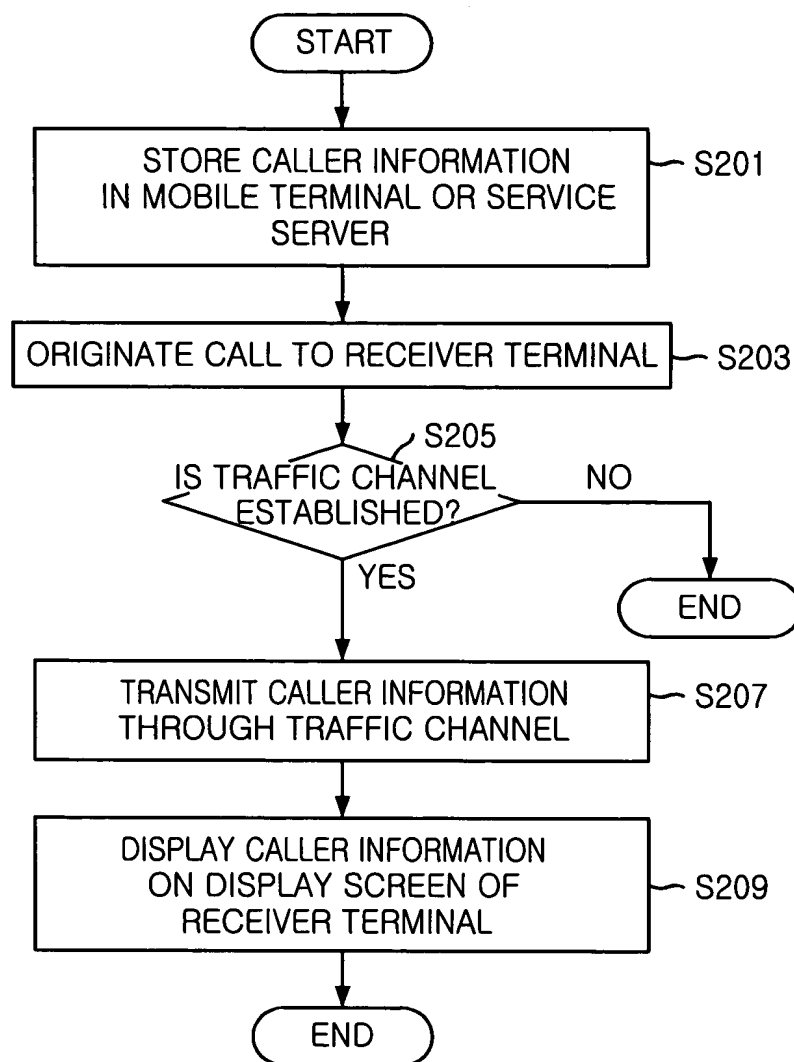 START
STORE CALLER INFORMATION
IN MOBILE TERMINAL OR SERVICE
SERVER
S201
ORIGINATE CALL TO RECEIVER TERMINAL
S203
S205
IS TRAFFIC CHANNEL
ESTABLISHED?
NO
YES
END
TRANSMIT CALLER INFORMATION
THROUGH TRAFFIC CHANNEL
S207
DISPLAY CALLER INFORMATION
ON DISPLAY SCREEN OF
RECEIVER TERMINAL
S209
END